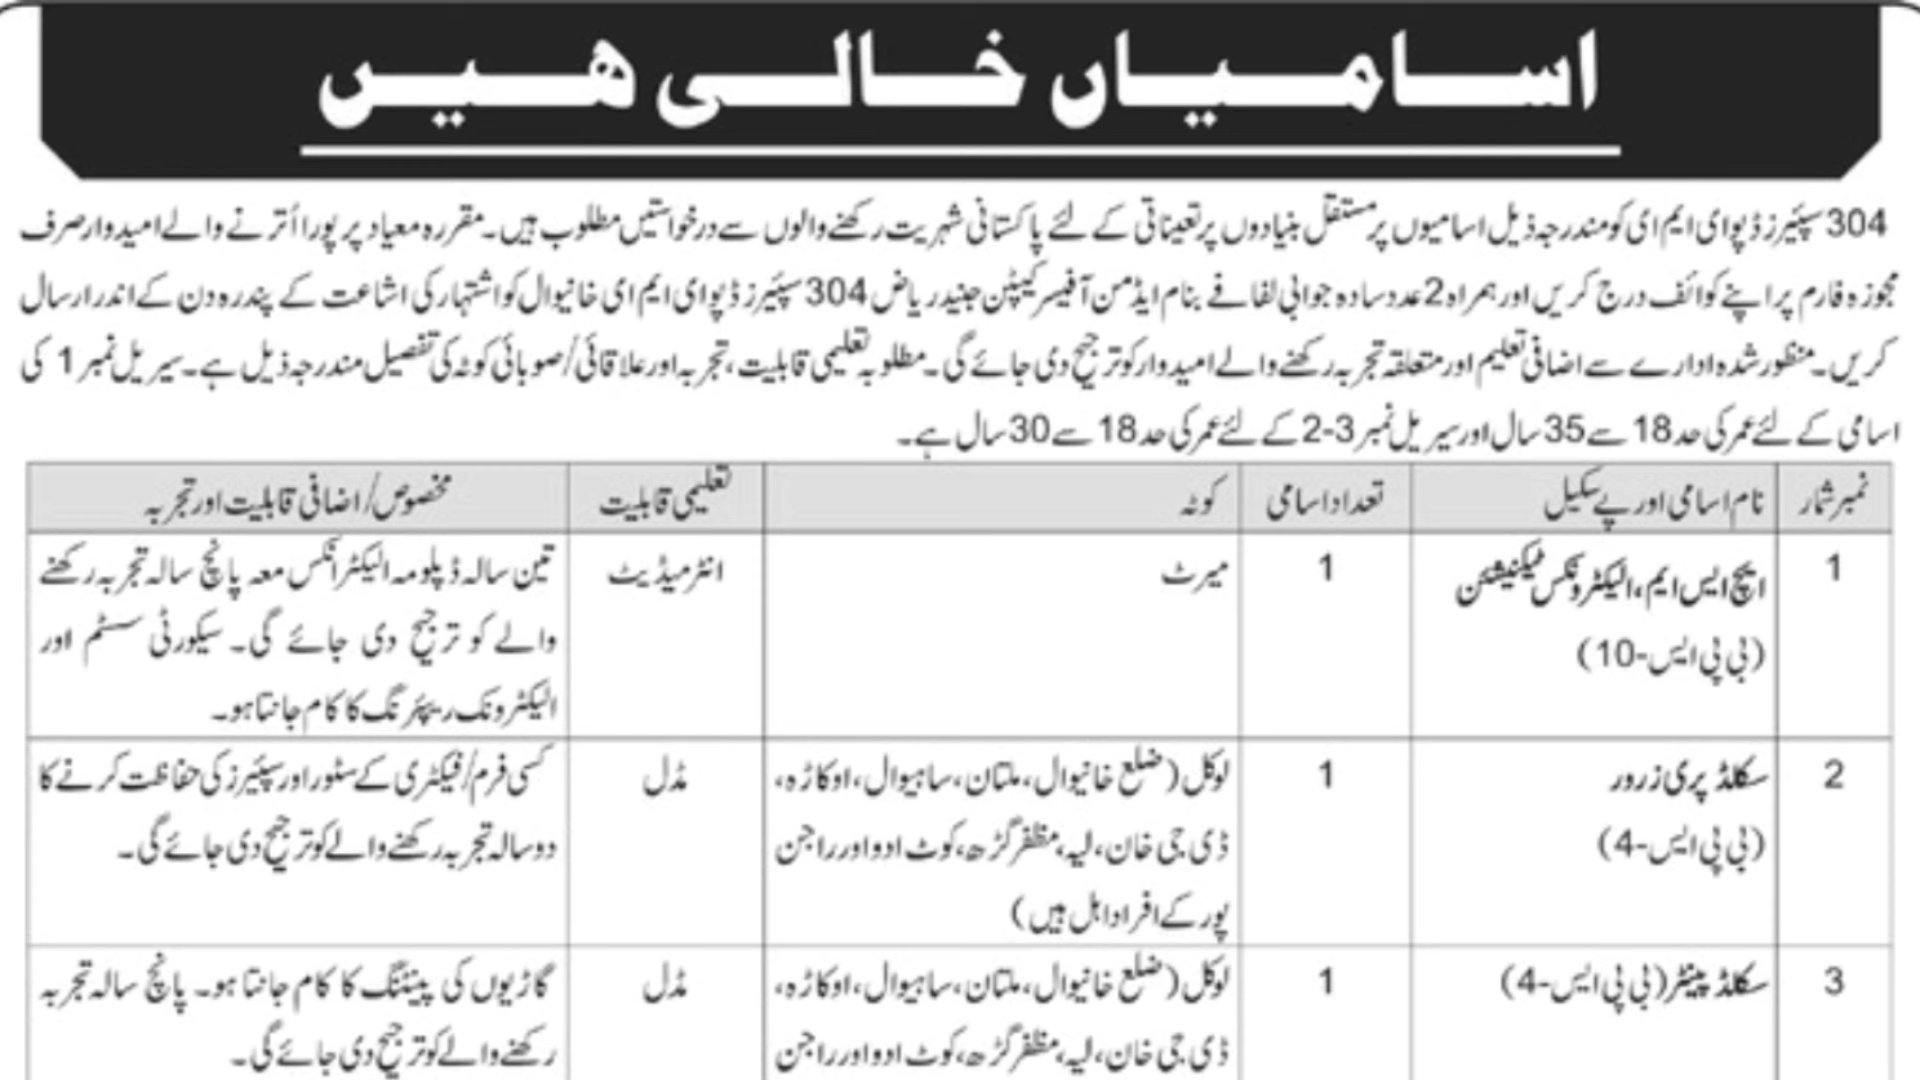 اسامیاں خالی ھیں
304 سپئیرز ڈپو ای ایم ای کو مندرجہ ذیل اسامیوں پر مستقل بنیادوں پر تعیناتی کے لئے پاکستانی شہریت رکھنے والوں سے درخواستیں مطلوب ہیں۔ مقررہ معیاد پر پورا اُترنے والے امیدوار صرف
مجوزہ فارم پر اپنے کوائف درج کریں اور ہمراہ 2 عدد سادہ جوابی لفافے بنام ایڈمن آفیسر کیپٹن جنید ریاض 304 سپئیرز ڈپو ای ایم ای خانیوال کو اشتہار کی اشاعت کے پندرہ دن کے اندر ارسال
کریں۔ منظور شدہ ادارے سے اضافی تعلیم اور متعلقہ تجربہ رکھنے والے امیدوار کو ترجیح دی جائے گی۔ مطلوبہ تعلیمی قابلیت، تجربہ اور علاقائی/صوبائی کوٹہ کی تفصیل مندرجہ ذیل ہے۔ سیریل نمبر 1 کی
اسامی کے لئے عمر کی حد 18 سے 35 سال اور سیریل نمبر 3-2 کے لئے عمر کی حد 18 سے 30 سال ہے۔
نمبر شمار نام اسامی اور پے سکیل تعداد اسامی کوٹہ تعلیمی قابلیت مخصوص/اضافی قابلیت اور تجربہ
1 ایچ ایس ایم، الیکٹرونکس ٹیکنیشئن 1 میرٹ انٹرمیڈیٹ تین سالہ ڈپلومہ الیکٹرانکس معہ پانچ سالہ تجربہ رکھنے
(بی پی ایس-10) والے کو ترجیح دی جائے گی۔ سیکورٹی سسٹم اور
الیکٹرونک ریپئرنگ کا کام جانتا ہو۔
2 سکلڈ پری زرور 1 لوکل (ضلع خانیوال، ملتان، ساہیوال، اوکاڑہ، مڈل کسی فرم/فیکٹری کے سٹور اور سپئیرز کی حفاظت کرنے کا
(بی پی ایس-4) ڈی جی خان، لیہ، مظفر گڑھ، کوٹ ادو اور راجن دو سالہ تجربہ رکھنے والے کو ترجیح دی جائے گی۔
پور کے افراد اہل ہیں)
3 سکلڈ پینٹر (بی پی ایس-4) 1 لوکل (ضلع خانیوال، ملتان، ساہیوال، اوکاڑہ، مڈل گاڑیوں کی پینٹنگ کا کام جانتا ہو۔ پانچ سالہ تجربہ
ڈی جی خان، لیہ، مظفر گڑھ، کوٹ ادو اور راجن رکھنے والے کو ترجیح دی جائے گی۔